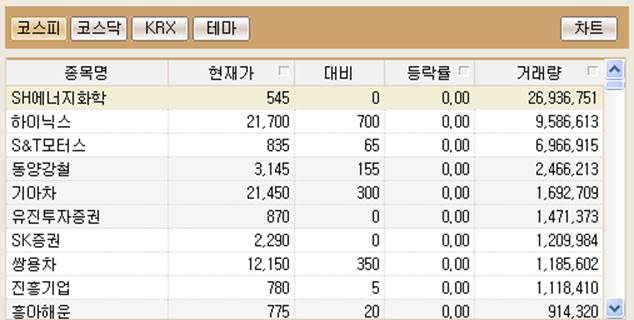 코스피 코스닥 KRX 테마 차트
종목명 현재가 대비 등락률 거래량
SH에너지화학 545 0 0,00 26,936,751
하이닉스 21,700 700 0,00 9,586,613
S&T모터스 835 65 0,00 6,966,915
동양강철 3,145 155 0,00 2,466,213
기아차 21,450 300 0,00 1,692,709
유진투자증권 870 0 0,00 1,471,373
SK증권 2,290 0 0,00 1,209,984
쌍용차 12,150 350 0,00 1,185,602
진흥기업 780 5 0,00 1,118,410
흥아해운 775 20 0,00 914,320